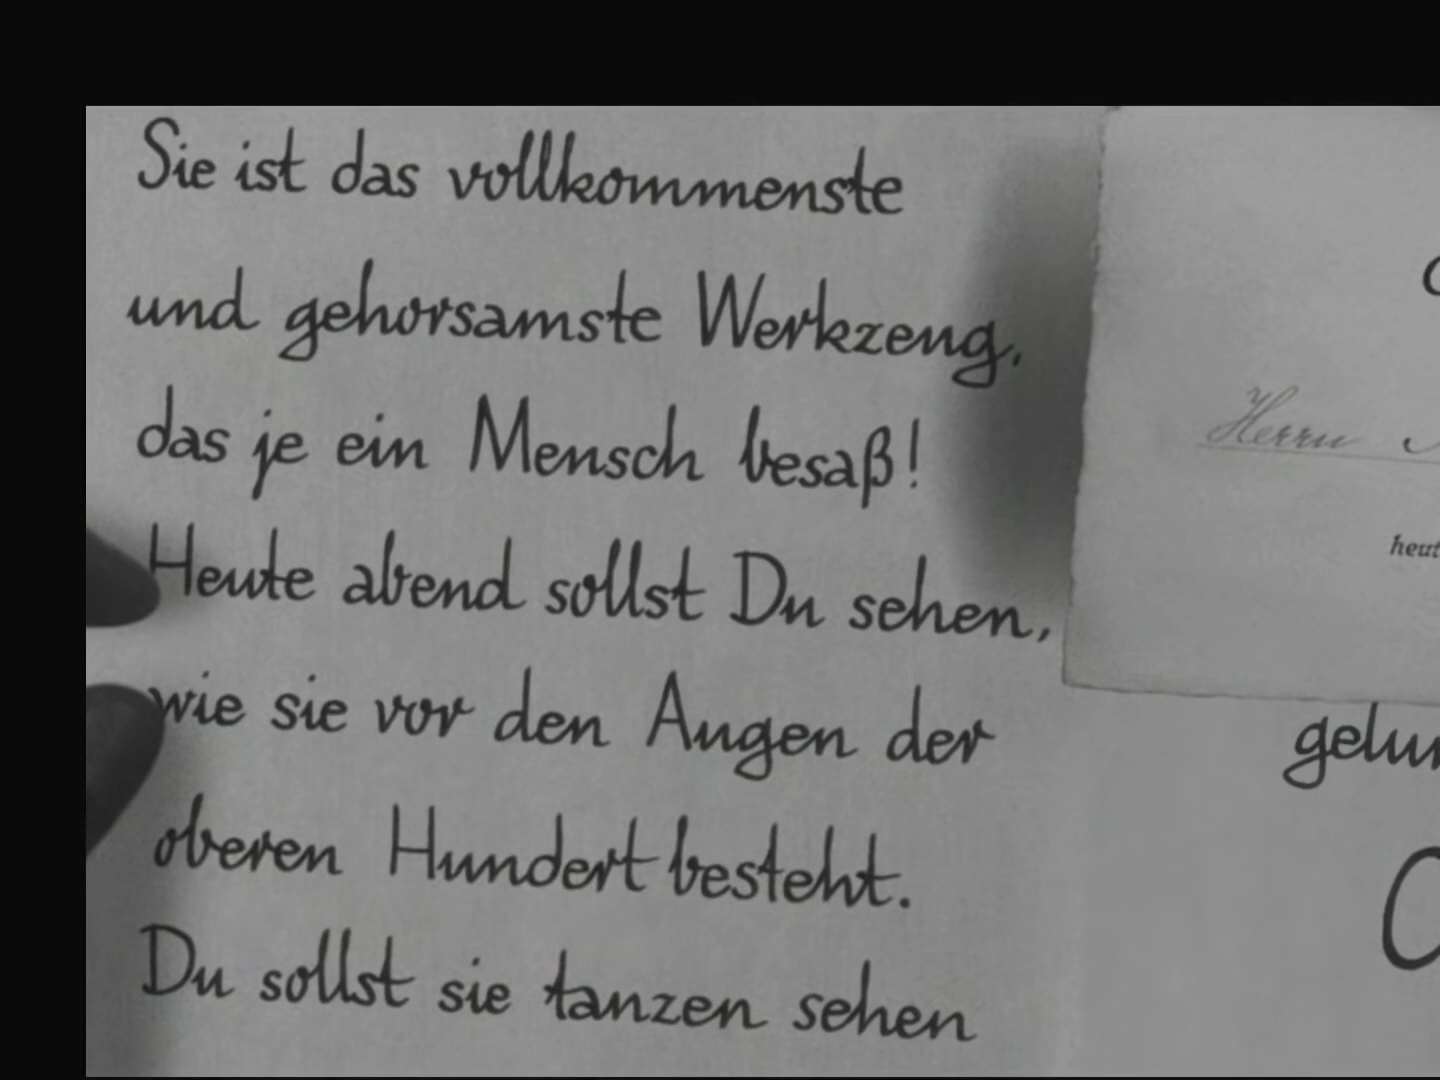 Sie ist das vollkommenste
und gehorsamste Werkzeug,
das je ein Mensch besaß!
Heute abend sollst Du sehen,
wie sie vor den Augen der
oberen Hundert besteht.
Du sollst sie tanzen sehen
Herrn